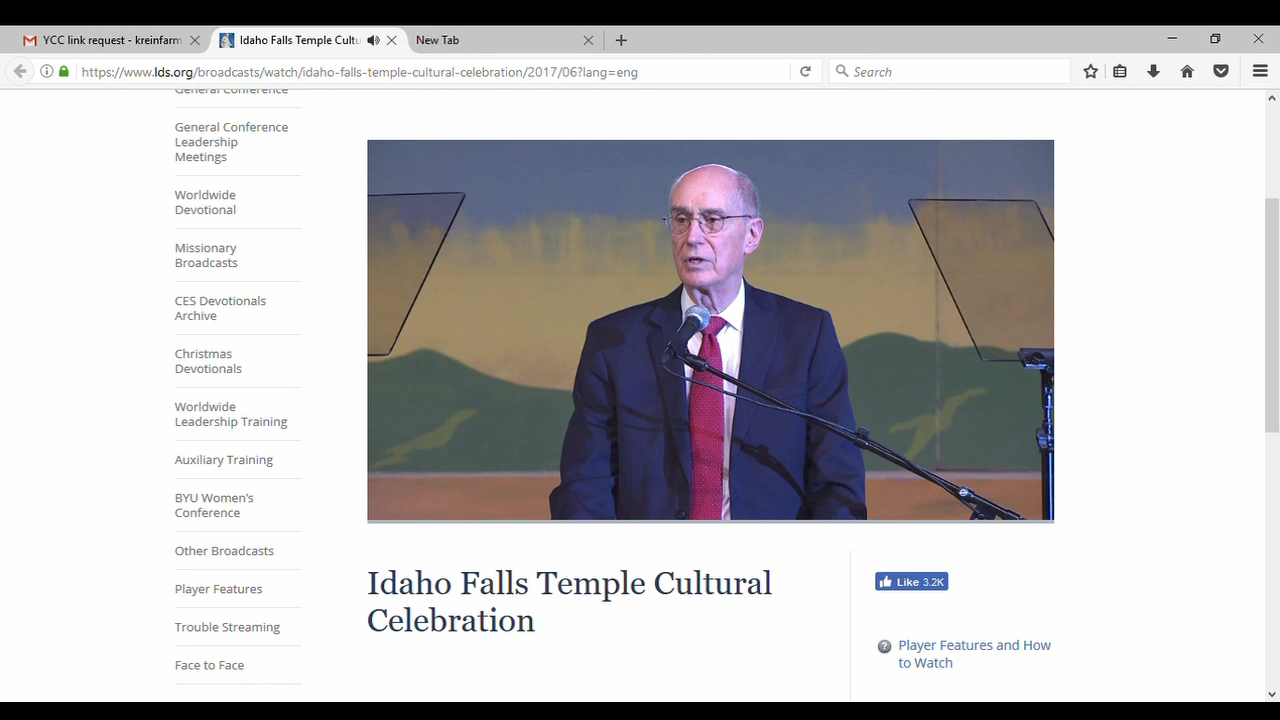 YCC link request - kreinfarm
Idaho Falls Temple Cultu
New Tab
https://www.lds.org/broadcasts/watch/idaho-falls-temple-cultural-celebration/2017/06?lang=eng
Search
General Conference
General Conference
Leadership
Meetings
Worldwide
Devotional
Missionary
Broadcasts
CES Devotionals
Archive
Christmas
Devotionals
Worldwide
Leadership Training
Auxiliary Training
BYU Women's
Conference
Other Broadcasts
Player Features
Trouble Streaming
Face to Face
Idaho Falls Temple Cultural
Celebration
Like 3.2K
Player Features and How
to Watch